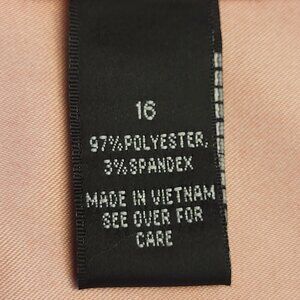 16
97%POLYESTER,
3%SPANDEX
MADE IN VIETNAM
SEE OVER FOR
CARE